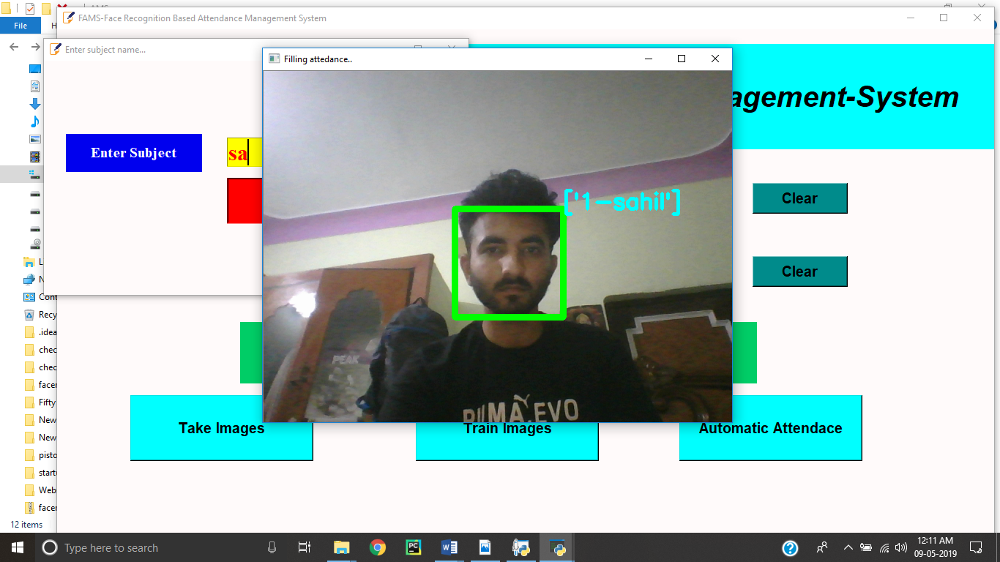 AMS
File
H
FAMS-Face Recognition Based Attendance Management System
Enter subject name...
Filling attedance..
agement-System
Enter Subject
sa
['1-sahil']
Clear
Clear
PEAK
PUMA.EVO
Take Images
Train Images
Automatic Attendace
L
N
Cont
Recy
.idea
chec
chec
facer
Fifty
New
New
pisto
start
Web
facer
12 items
Type here to search
PC
W
12:11 AM
09-05-2019